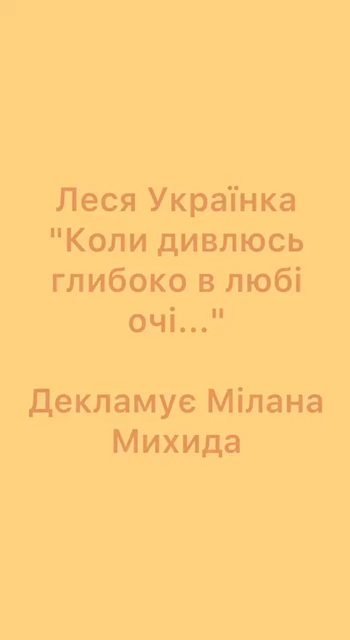 Леся Українка
"Коли дивлюсь
глибоко в любі
очі..."
Декламує Мілана
Михида